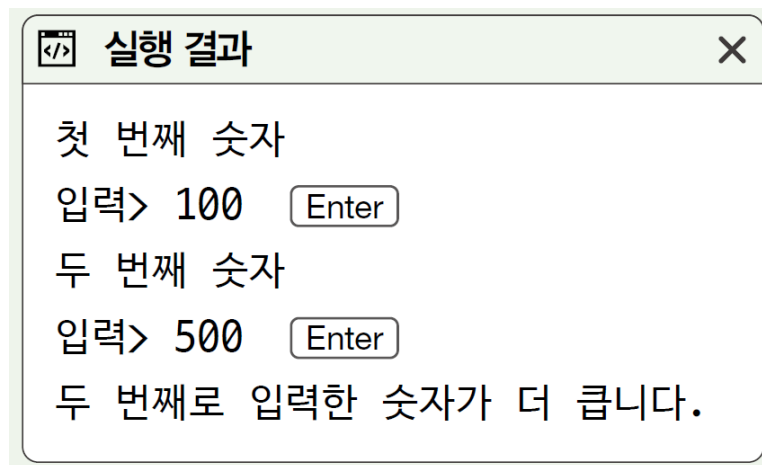 </> 실행 결과
첫 번째 숫자
입력> 100 Enter
두 번째 숫자
입력> 500 Enter
두 번째로 입력한 숫자가 더 큽니다.